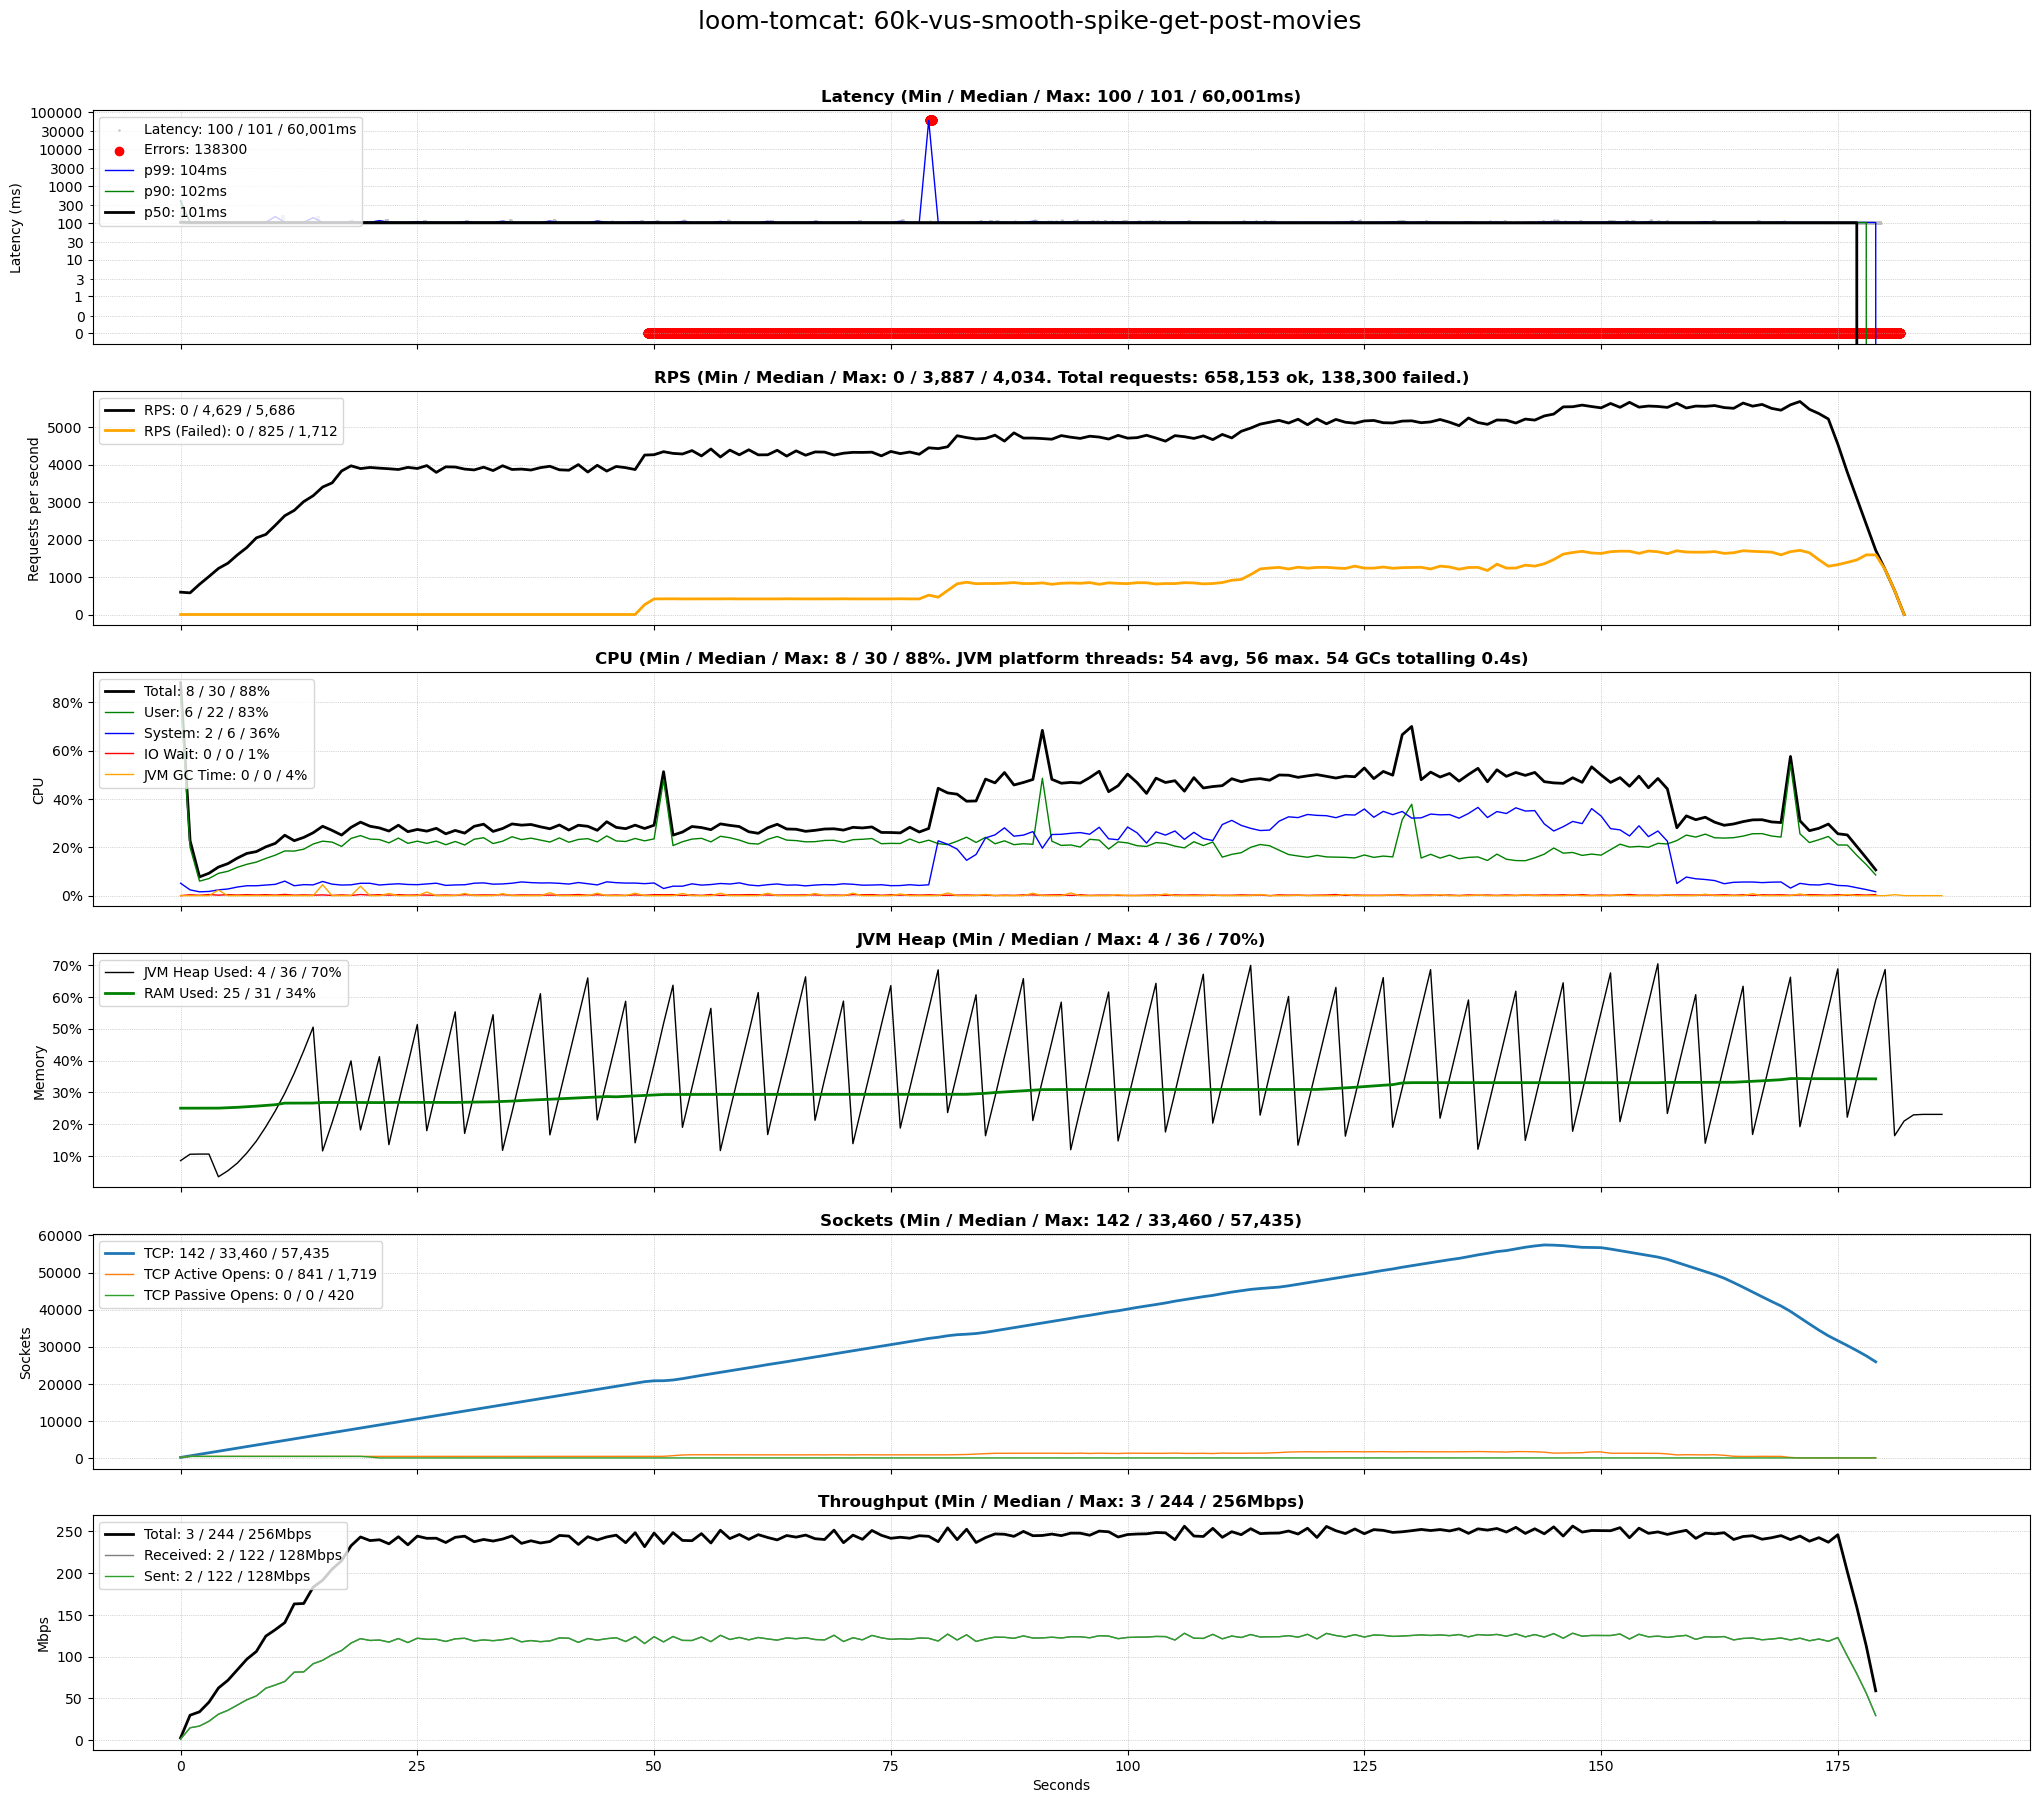 loom-tomcat: 60k-vus-smooth-spike-get-post-movies
Latency (Min / Median / Max: 100 / 101 / 60,001ms)
Latency (ms)
100000
30000
10000
3000
1000
300
100
30
10
3
1
0
0
Latency: 100 / 101 / 60,001ms
Errors: 138300
p99: 104ms
p90: 102ms
p50: 101ms
RPS (Min / Median / Max: 0 / 3,887 / 4,034. Total requests: 658,153 ok, 138,300 failed.)
Requests per second
5000
4000
3000
2000
1000
0
RPS: 0 / 4,629 / 5,686
RPS (Failed): 0 / 825 / 1,712
CPU (Min / Median / Max: 8 / 30 / 88%. JVM platform threads: 54 avg, 56 max. 54 GCs totalling 0.4s)
CPU
80%
60%
40%
20%
0%
Total: 8 / 30 / 88%
User: 6 / 22 / 83%
System: 2 / 6 / 36%
IO Wait: 0 / 0 / 1%
JVM GC Time: 0 / 0 / 4%
JVM Heap (Min / Median / Max: 4 / 36 / 70%)
Memory
70%
60%
50%
40%
30%
20%
10%
JVM Heap Used: 4 / 36 / 70%
RAM Used: 25 / 31 / 34%
Sockets (Min / Median / Max: 142 / 33,460 / 57,435)
Sockets
60000
50000
40000
30000
20000
10000
0
TCP: 142 / 33,460 / 57,435
TCP Active Opens: 0 / 841 / 1,719
TCP Passive Opens: 0 / 0 / 420
Throughput (Min / Median / Max: 3 / 244 / 256Mbps)
Mbps
250
200
150
100
50
0
Total: 3 / 244 / 256Mbps
Received: 2 / 122 / 128Mbps
Sent: 2 / 122 / 128Mbps
0 25 50 75 100 125 150 175
Seconds